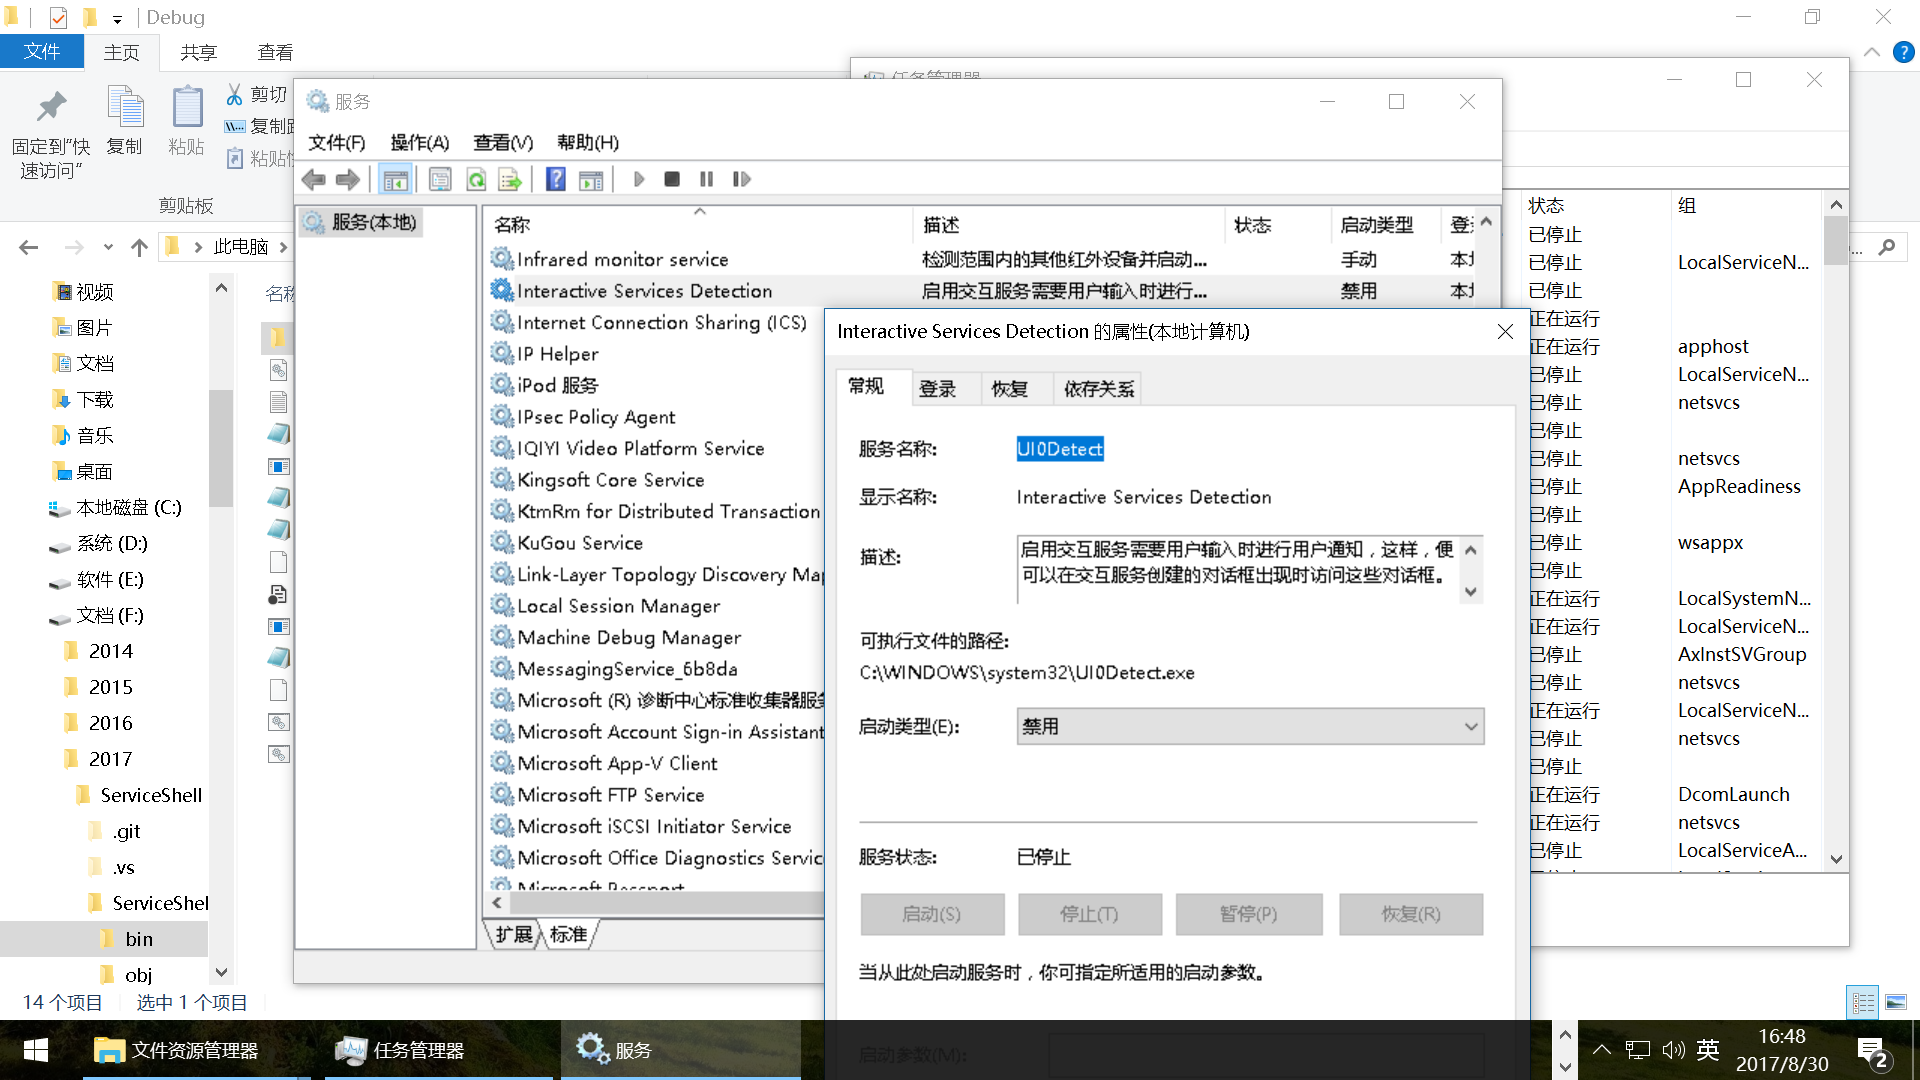 Debug
文件
主页
共享
查看
固定到"快
速访问"
复制
粘贴
剪切
剪贴板
此电脑
视频
图片
文档
下载
音乐
桌面
本地磁盘 (C:)
系统 (D:)
软件 (E:)
文档 (F:)
2014
2015
2016
2017
ServiceShell
.git
.vs
ServiceShel
bin
obj
14 个项目
选中 1 个项目
服务
文件(F)
操作(A)
查看(V)
帮助(H)
服务(本地)
名称
描述
状态
启动类型
Infrared monitor service
检测范围内的其他红外设备并启动...
手动
Interactive Services Detection
启用交互服务需要用户输入时进行...
禁用
Internet Connection Sharing (ICS)
IP Helper
iPod 服务
IPsec Policy Agent
IQIYI Video Platform Service
Kingsoft Core Service
KtmRm for Distributed Transaction
KuGou Service
Link-Layer Topology Discovery Map
Local Session Manager
Machine Debug Manager
MessagingService_6b8da
Microsoft (R) 诊断中心标准收集器服务
Microsoft Account Sign-in Assistant
Microsoft App-V Client
Microsoft FTP Service
Microsoft iSCSI Initiator Service
Microsoft Office Diagnostics Servic
Microsoft Passport
扩展
标准
Interactive Services Detection 的属性(本地计算机)
常规
登录
恢复
依存关系
服务名称:
UI0Detect
显示名称:
Interactive Services Detection
描述:
启用交互服务需要用户输入时进行用户通知，这样，便
可以在交互服务创建的对话框出现时访问这些对话框。
可执行文件的路径:
C:\WINDOWS\system32\UI0Detect.exe
启动类型(E):
禁用
服务状态:
已停止
启动(S)
停止(T)
暂停(P)
恢复(R)
当从此处启动服务时，你可指定所适用的启动参数。
启动参数(M):
任务管理器
状态
组
已停止
已停止 LocalServiceN...
已停止
正在运行
正在运行 apphost
已停止 LocalServiceN...
已停止 netsvcs
已停止
已停止 netsvcs
已停止 AppReadiness
已停止
已停止 wsappx
已停止
正在运行 LocalSystemN...
正在运行 LocalServiceN...
已停止 AxInstSVGroup
已停止 netsvcs
正在运行 LocalServiceN...
已停止 netsvcs
已停止
正在运行 DcomLaunch
正在运行 netsvcs
已停止 LocalServiceA...
文件资源管理器
任务管理器
服务
英
16:48
2017/8/30
2